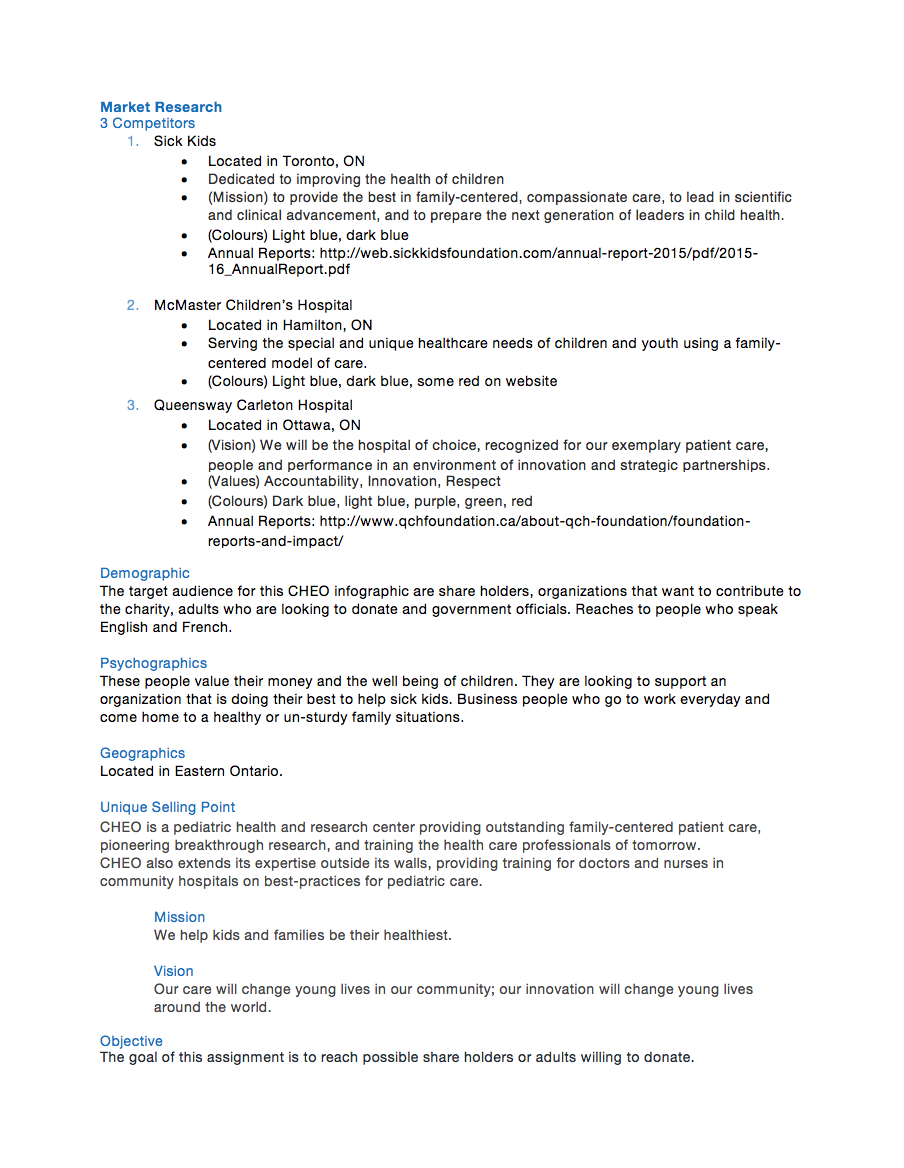 Market Research
3 Competitors
1. Sick Kids
• Located in Toronto, ON
• Dedicated to improving the health of children
• (Mission) to provide the best in family-centered, compassionate care, to lead in scientific
and clinical advancement, and to prepare the next generation of leaders in child health.
• (Colours) Light blue, dark blue
• Annual Reports: http://web.sickkidsfoundation.com/annual-report-2015/pdf/2015-
16_AnnualReport.pdf
2. McMaster Children's Hospital
• Located in Hamilton, ON
• Serving the special and unique healthcare needs of children and youth using a family-
centered model of care.
• (Colours) Light blue, dark blue, some red on website
3. Queensway Carleton Hospital
• Located in Ottawa, ON
• (Vision) We will be the hospital of choice, recognized for our exemplary patient care,
people and performance in an environment of innovation and strategic partnerships.
• (Values) Accountability, Innovation, Respect
• (Colours) Dark blue, light blue, purple, green, red
• Annual Reports: http://www.qchfoundation.ca/about-qch-foundation/foundation-
reports-and-impact/
Demographic
The target audience for this CHEO infographic are share holders, organizations that want to contribute to
the charity, adults who are looking to donate and government officials. Reaches to people who speak
English and French.
Psychographics
These people value their money and the well being of children. They are looking to support an
organization that is doing their best to help sick kids. Business people who go to work everyday and
come home to a healthy or un-sturdy family situations.
Geographics
Located in Eastern Ontario.
Unique Selling Point
CHEO is a pediatric health and research center providing outstanding family-centered patient care,
pioneering breakthrough research, and training the health care professionals of tomorrow.
CHEO also extends its expertise outside its walls, providing training for doctors and nurses in
community hospitals on best-practices for pediatric care.
Mission
We help kids and families be their healthiest.
Vision
Our care will change young lives in our community; our innovation will change young lives
around the world.
Objective
The goal of this assignment is to reach possible share holders or adults willing to donate.